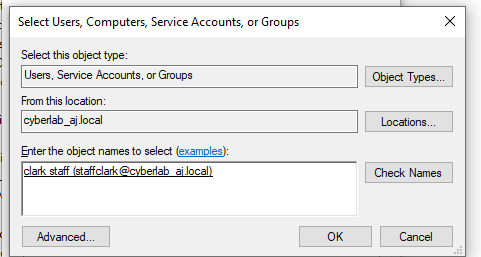 Select Users, Computers, Service Accounts, or Groups
Select this object type:
Users, Service Accounts, or Groups
Object Types...
From this location:
cyberlab_aj.local
Locations...
Enter the object names to select (examples):
clark staff (staffclark@cyberlab_aj.local)
Check Names
Advanced...
OK
Cancel